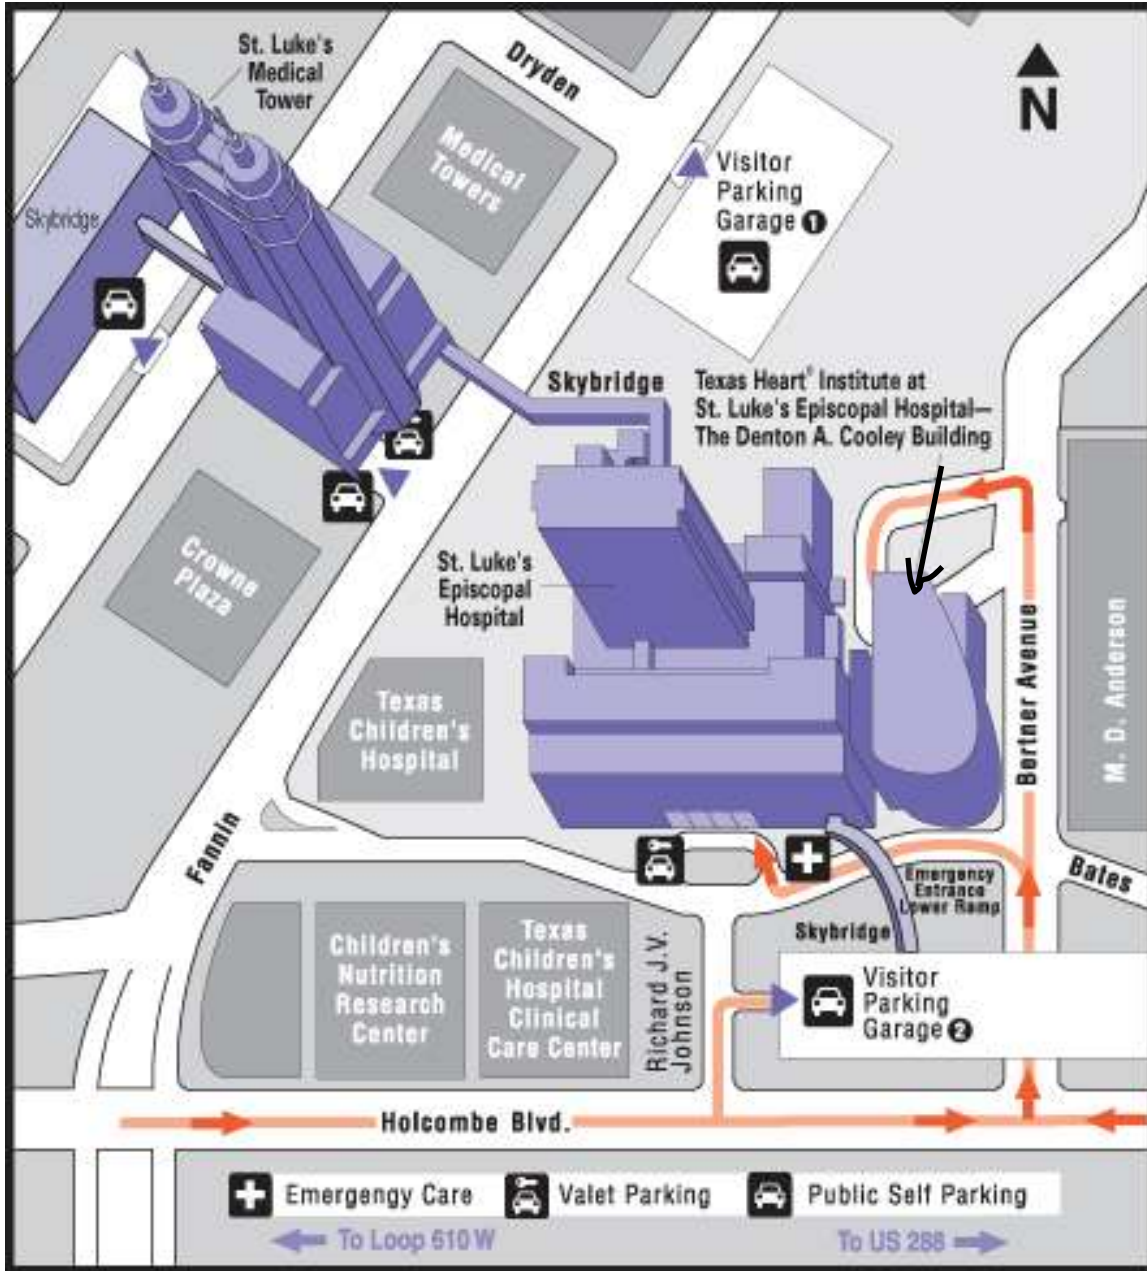 St. Luke's
Medical
Tower
Dryden
N
Medical
Towers
Visitor
Parking
Garage 1
Skybridge
Skybridge
Texas Heart® Institute at
St. Luke's Episcopal Hospital—
The Denton A. Cooley Building
Crowne
Plaza
St. Luke's
Episcopal
Hospital
Texas
Children's
Hospital
Bertner Avenue
M. D. Anderson
Fannin
Bates
Emergency
Entrance
Lower Ramp
Skybridge
Children's
Nutrition
Research
Center
Texas
Children's
Hospital
Clinical
Care Center
Richard J.V.
Johnson
Visitor
Parking
Garage 2
Holcombe Blvd.
Emergengy Care
Valet Parking
Public Self Parking
To Loop 610 W
To US 288